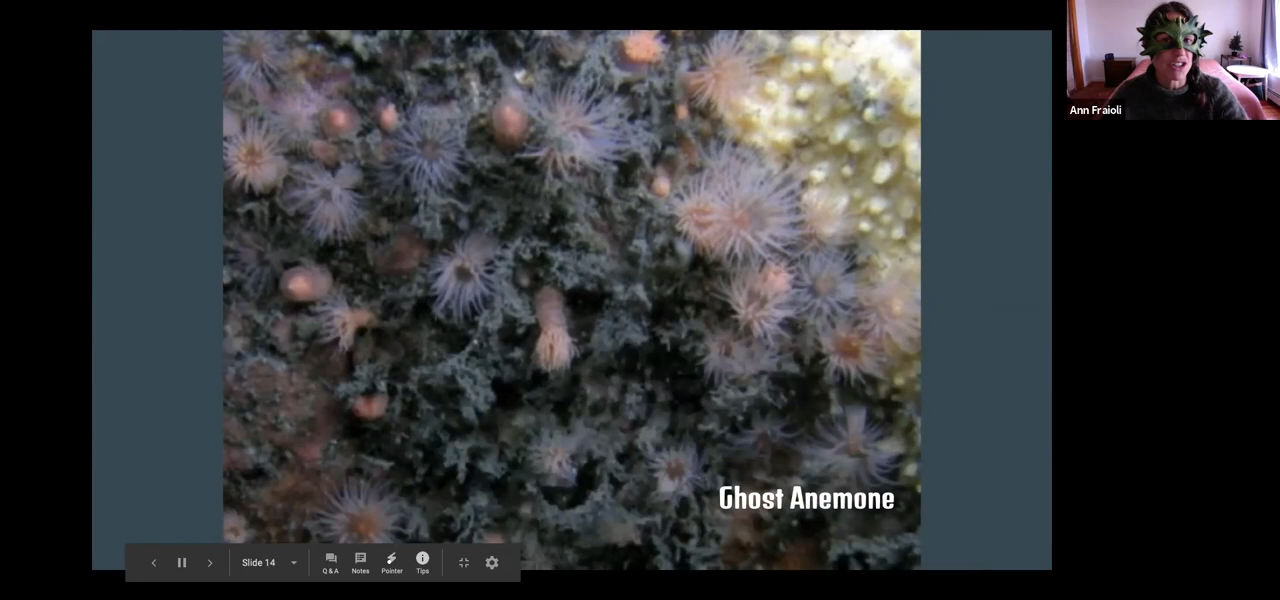 Ann Fraioli
Ghost Anemone
Slide 14
Q & A
Notes
Pointer
Tips